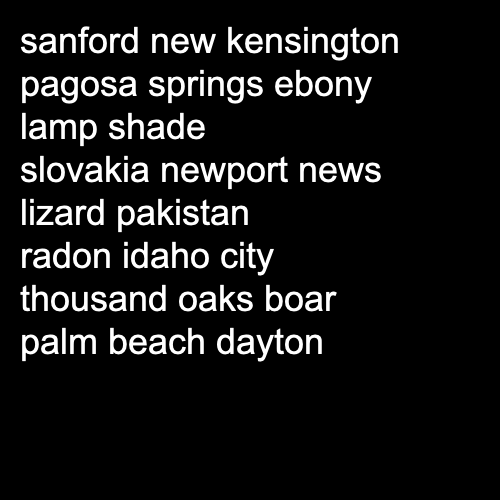 sanford new kensington
pagosa springs ebony
lamp shade
slovakia newport news
lizard pakistan
radon idaho city
thousand oaks boar
palm beach dayton